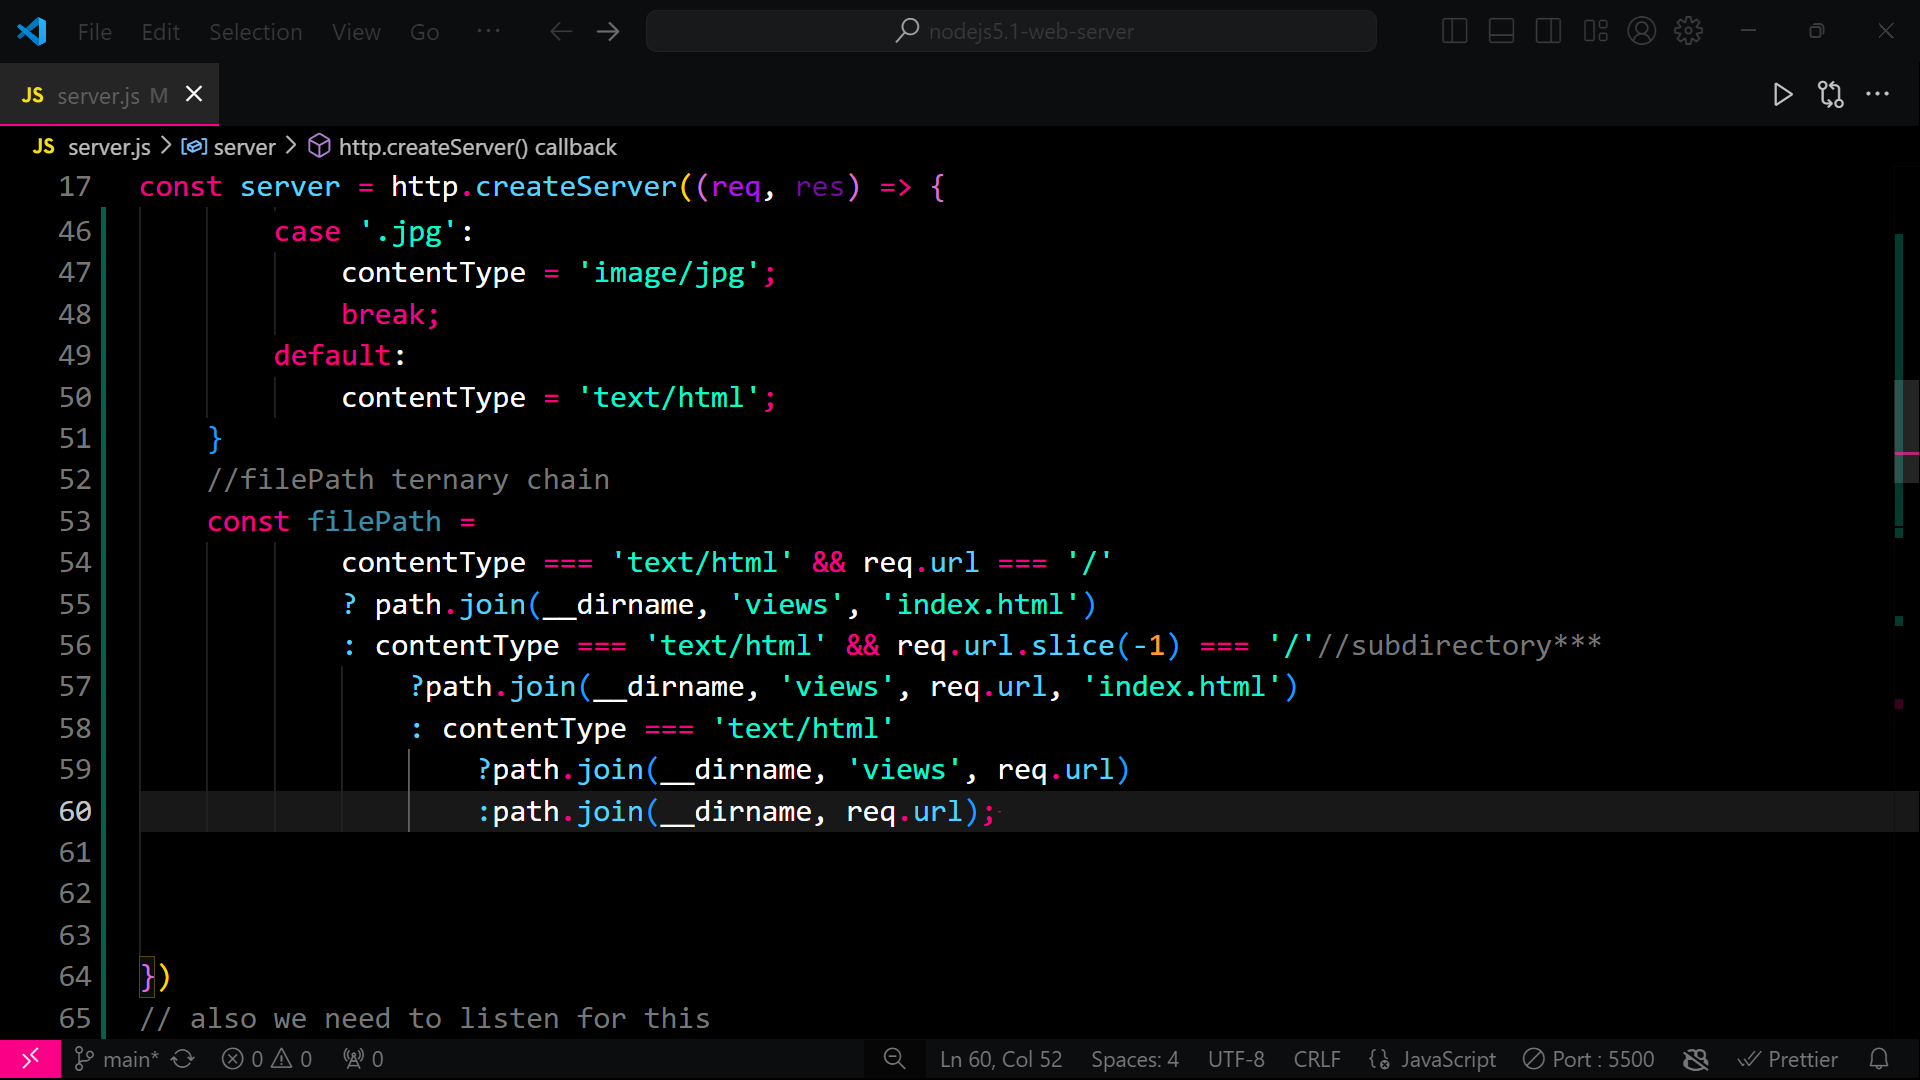 File Edit Selection View Go ··· nodejs5.1-web-server
JS server.js M
JS server.js > server > http.createServer() callback
17 const server = http.createServer((req, res) => {
46 case '.jpg':
47 contentType = 'image/jpg';
48 break;
49 default:
50 contentType = 'text/html';
51 }
52 //filePath ternary chain
53 const filePath =
54 contentType === 'text/html' && req.url === '/'
55 ? path.join(__dirname, 'views', 'index.html')
56 : contentType === 'text/html' && req.url.slice(-1) === '/'//subdirectory***
57 ?path.join(__dirname, 'views', req.url, 'index.html')
58 : contentType === 'text/html'
59 ?path.join(__dirname, 'views', req.url)
60 :path.join(__dirname, req.url);
61
62
63
64 })
65 // also we need to listen for this
main* 0 0 0 Ln 60, Col 52 Spaces: 4 UTF-8 CRLF JavaScript Port : 5500 Prettier